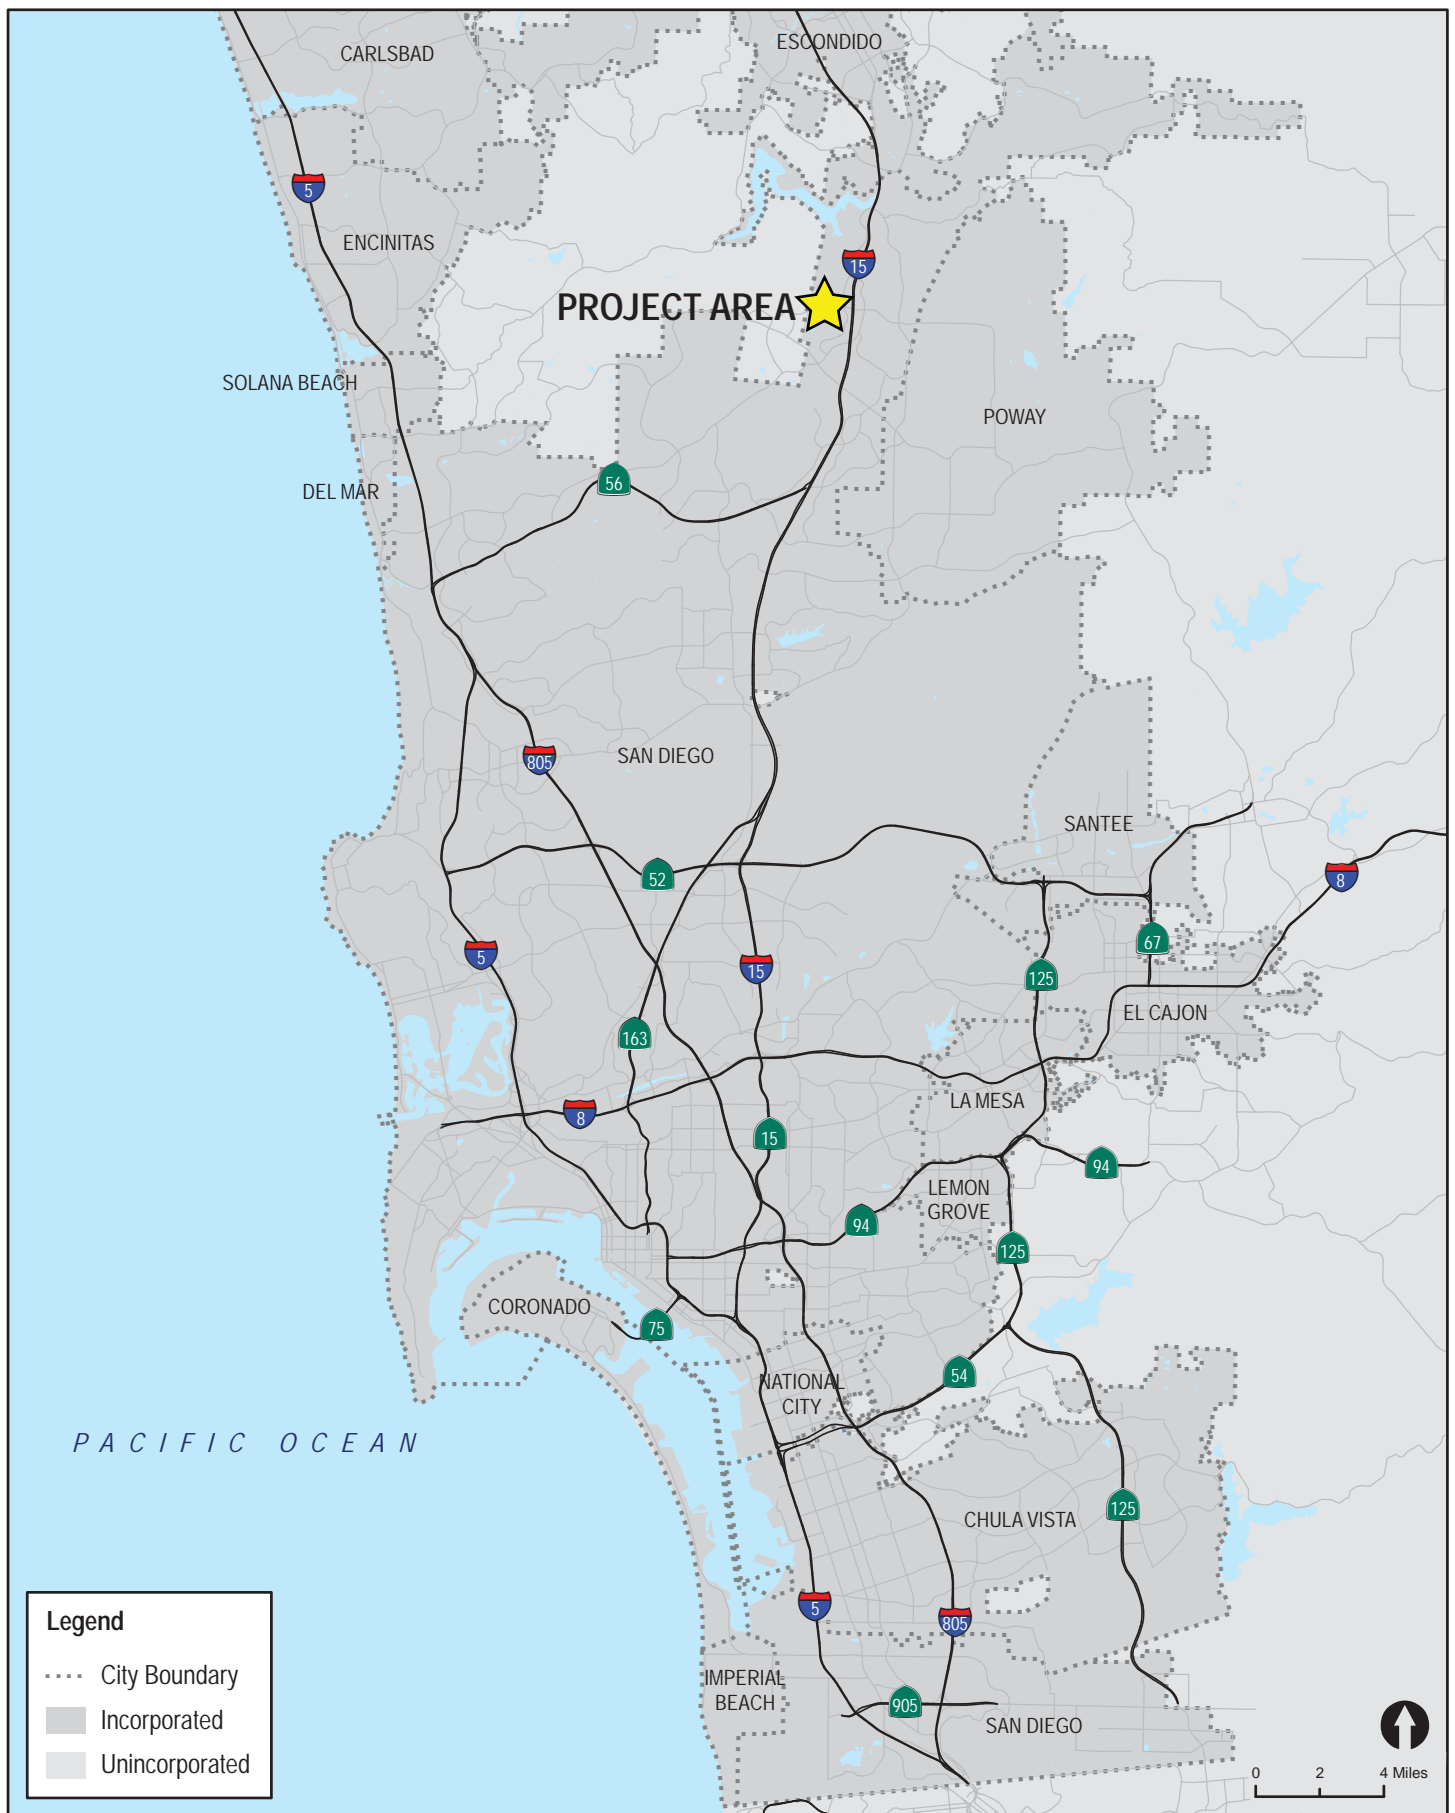 CARLSBAD
ESCONDIDO
5
ENCINITAS
15
PROJECT AREA
SOLANA BEACH
POWAY
56
DEL MAR
SAN DIEGO
805
SANTEE
52
8
67
5
15
125
EL CAJON
163
LA MESA
8
15
94
LEMON
GROVE
94
125
CORONADO
75
54
NATIONAL
CITY
PACIFIC OCEAN
125
CHULA VISTA
5
805
Legend
City Boundary
Incorporated
Unincorporated
IMPERIAL
BEACH
905
SAN DIEGO
0 2 4 Miles